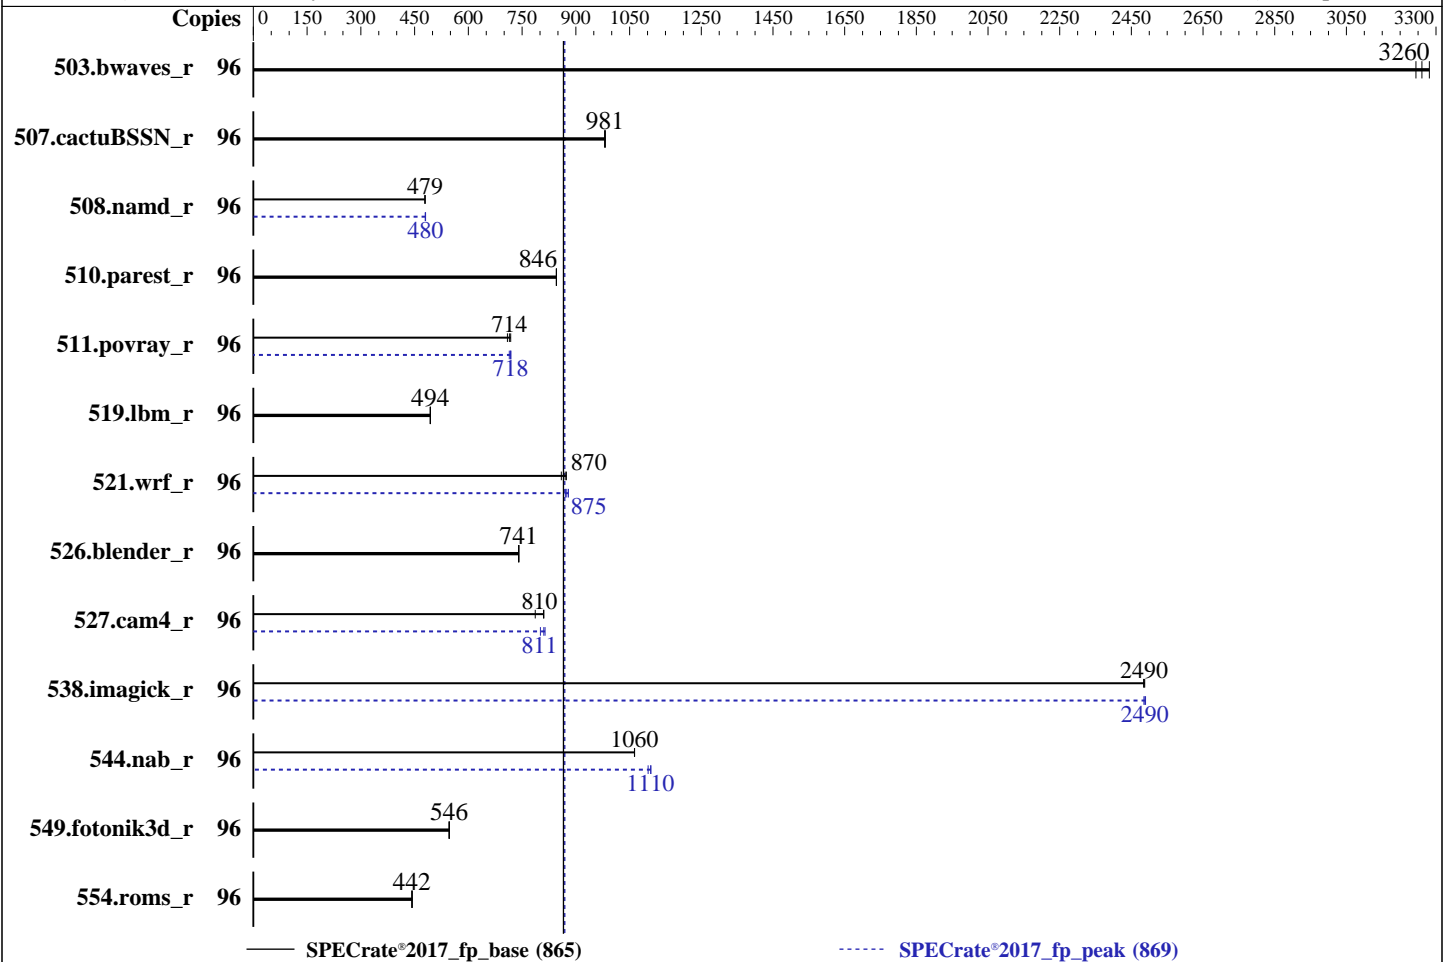 Copies 0 150 300 450 600 750 900 1050 1250 1450 1650 1850 2050 2250 2450 2650 2850 3050 3300
503.bwaves_r 96 3260
507.cactuBSSN_r 96 981
508.namd_r 96 479
480
510.parest_r 96 846
511.povray_r 96 714
718
519.lbm_r 96 494
521.wrf_r 96 870
875
526.blender_r 96 741
527.cam4_r 96 810
811
538.imagick_r 96 2490
2490
544.nab_r 96 1060
1110
549.fotonik3d_r 96 546
554.roms_r 96 442
SPECrate®2017_fp_base (865) SPECrate®2017_fp_peak (869)